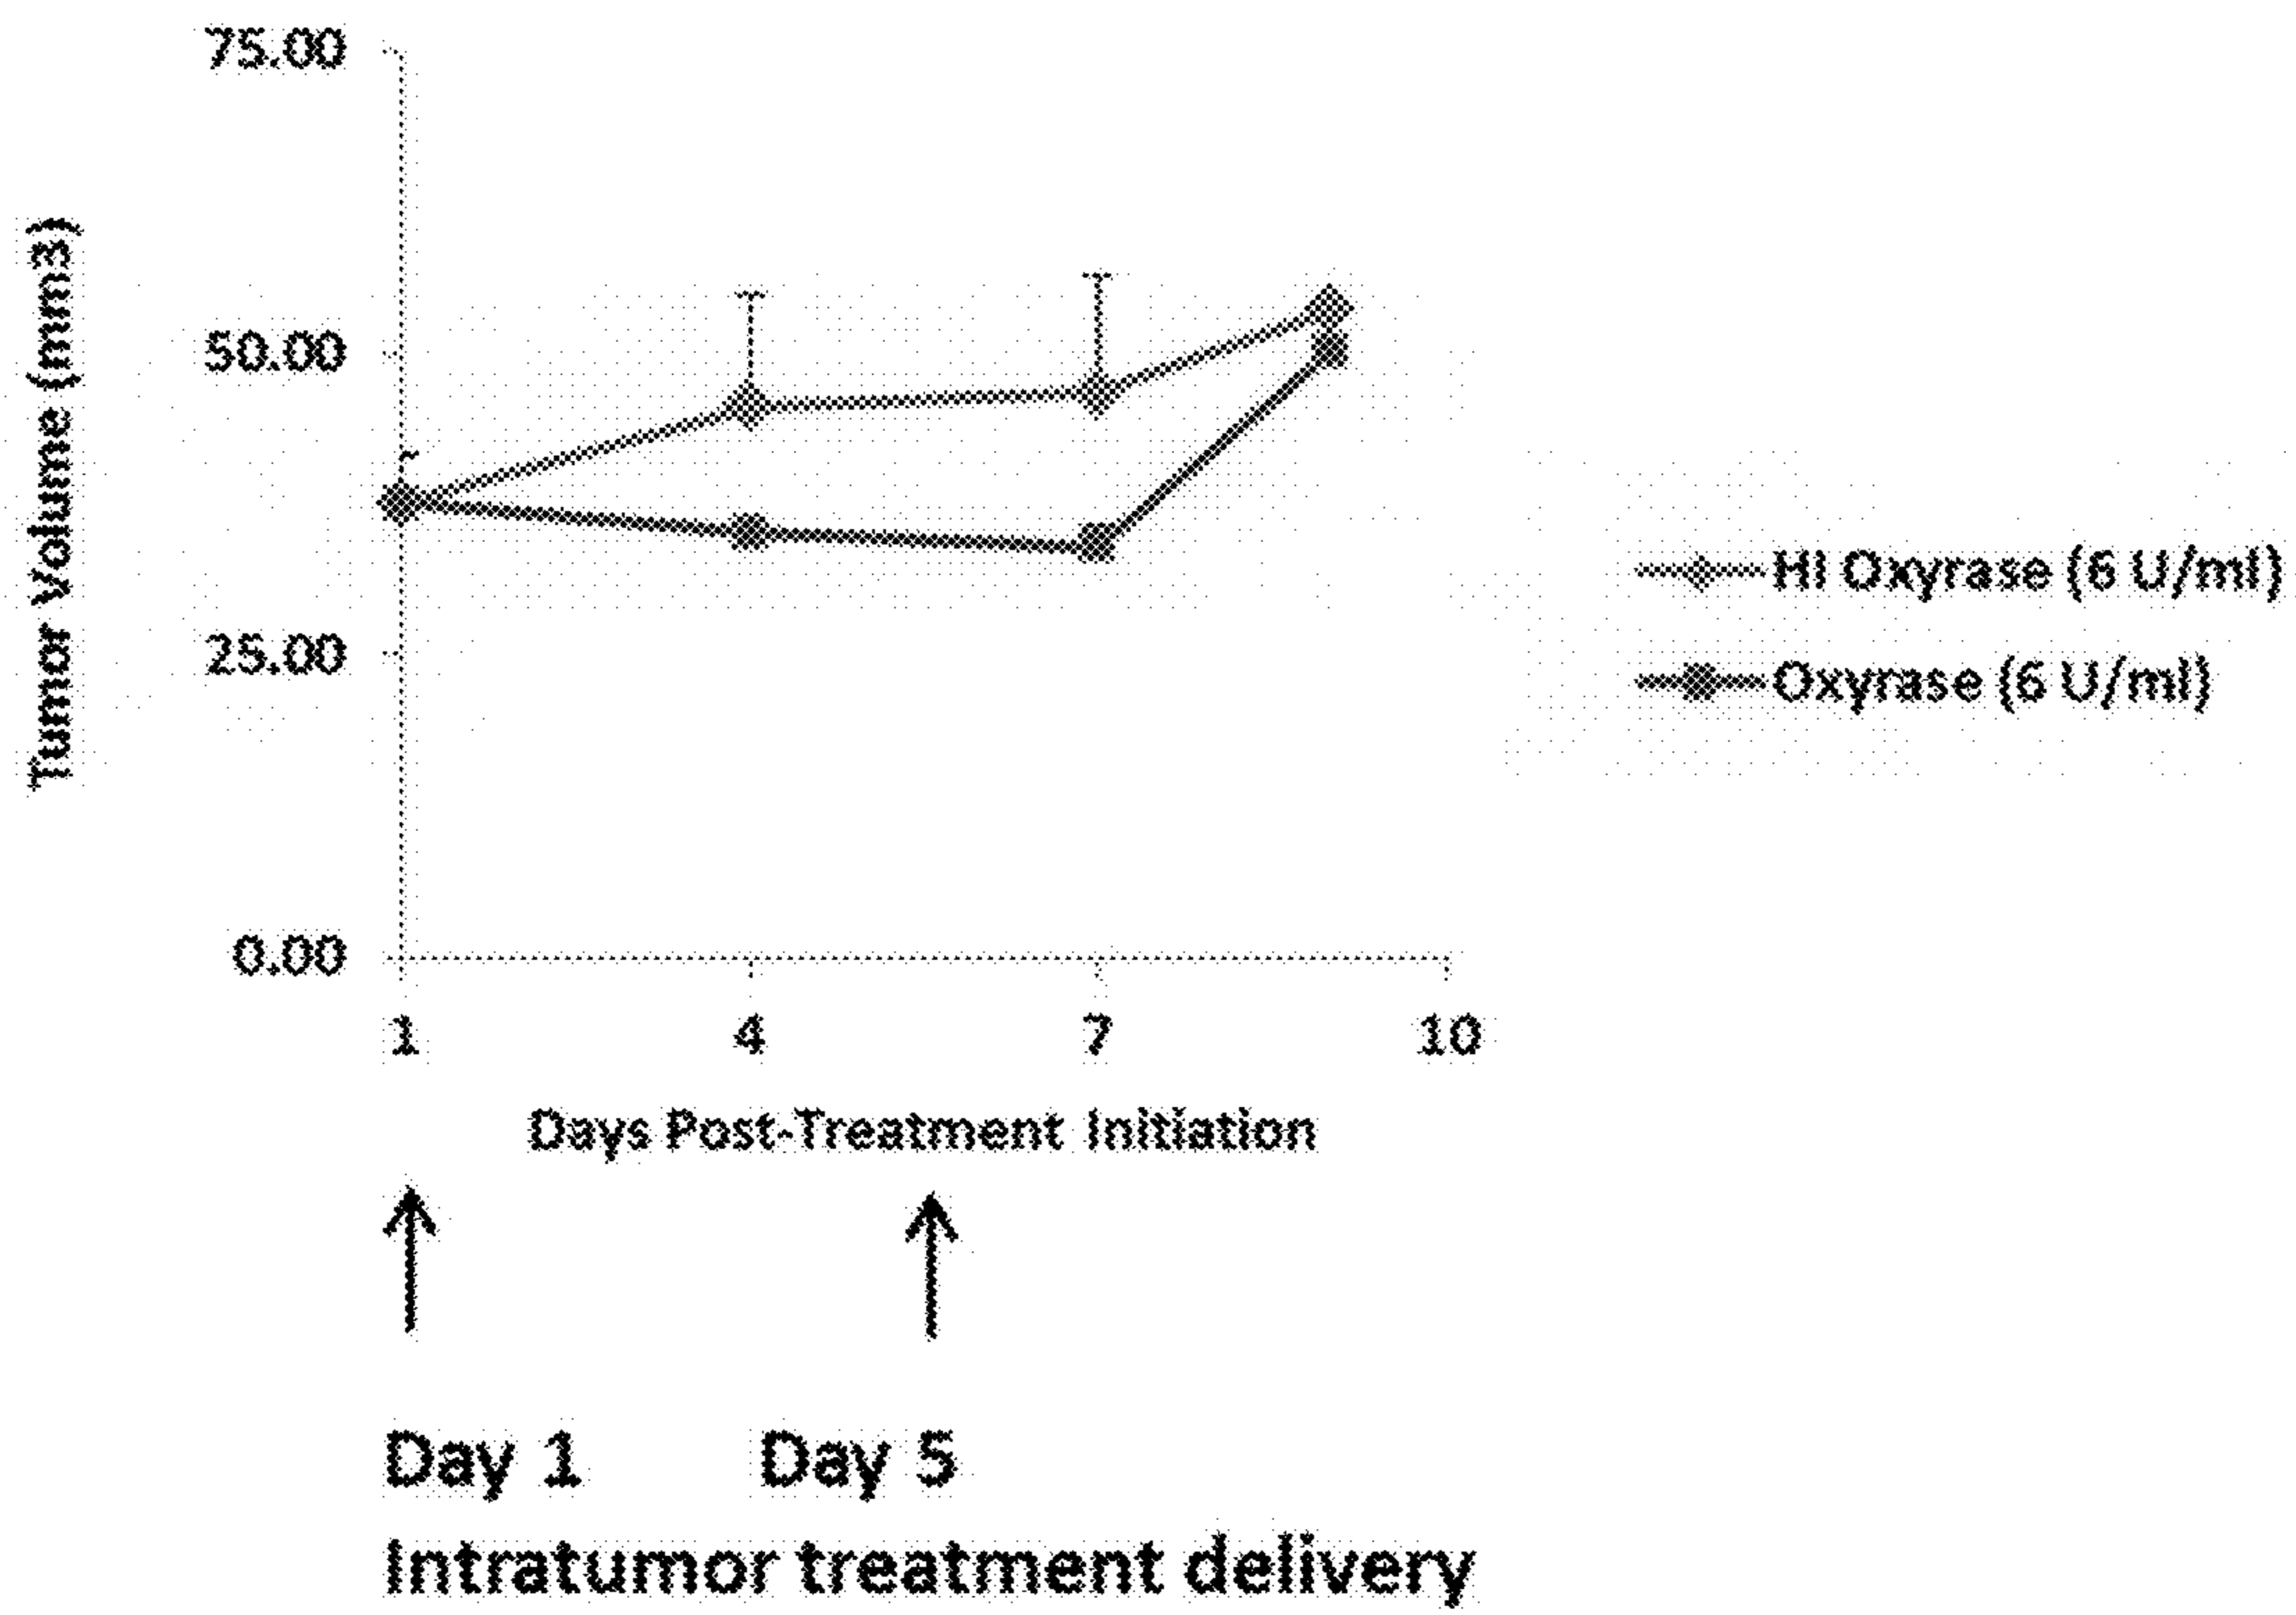 75.00
50.00
25.00
0.00
Tumor Volume (mm3)
1 4 7 10
Days Post-Treatment Initiation
HI Oxyrase (6 U/ml)
Oxyrase (6 U/ml)
Day 1 Day 5
Intratumor treatment delivery